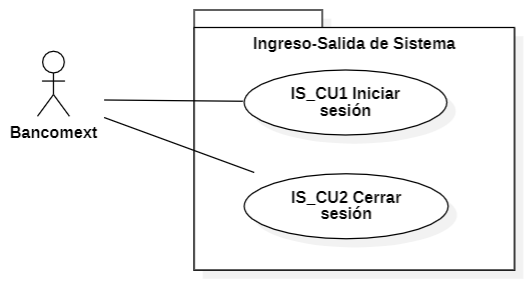 Ingreso-Salida de Sistema
IS_CU1 Iniciar
sesión
Bancomext
IS_CU2 Cerrar
sesión